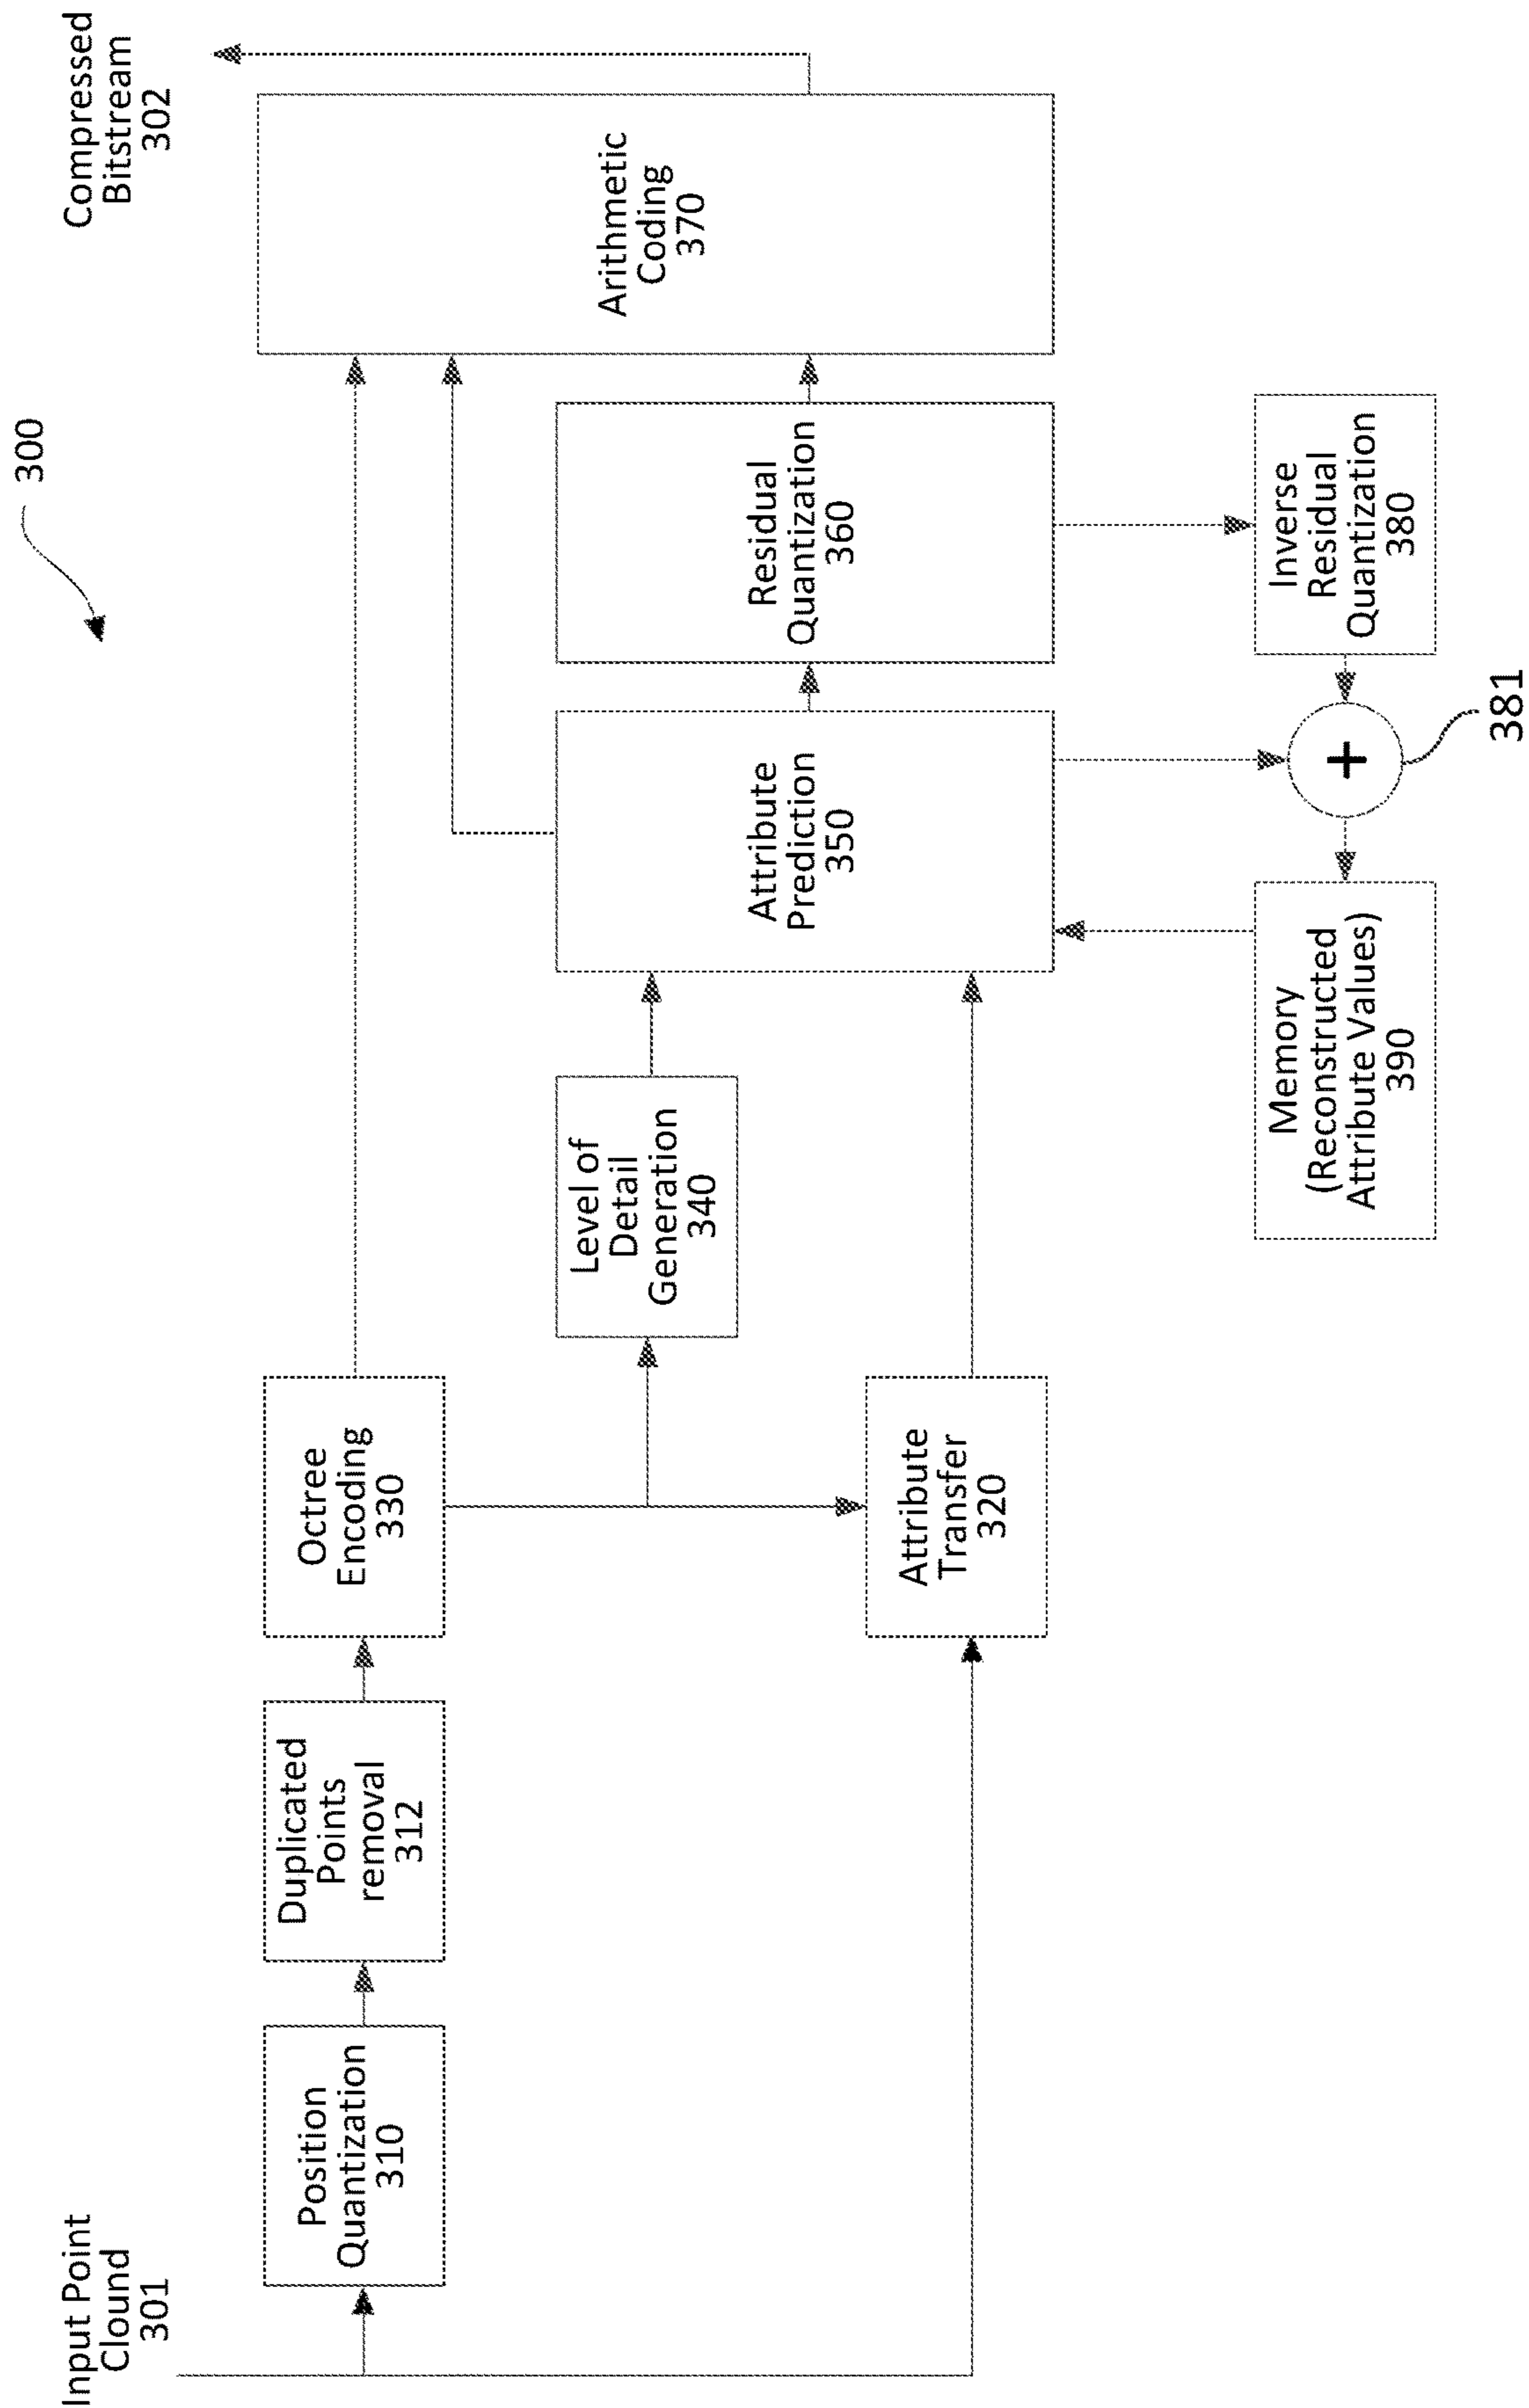 300
Input Point
Clound
301
Compressed
Bitstream
302
Position
Quantization
310
Duplicated
Points
removal
312
Octree
Encoding
330
Arithmetic
Coding
370
Level of
Detail
Generation
340
Attribute
Transfer
320
Attribute
Prediction
350
Residual
Quantization
360
Memory
(Reconstructed
Attribute Values)
390
+
381
Inverse
Residual
Quantization
380